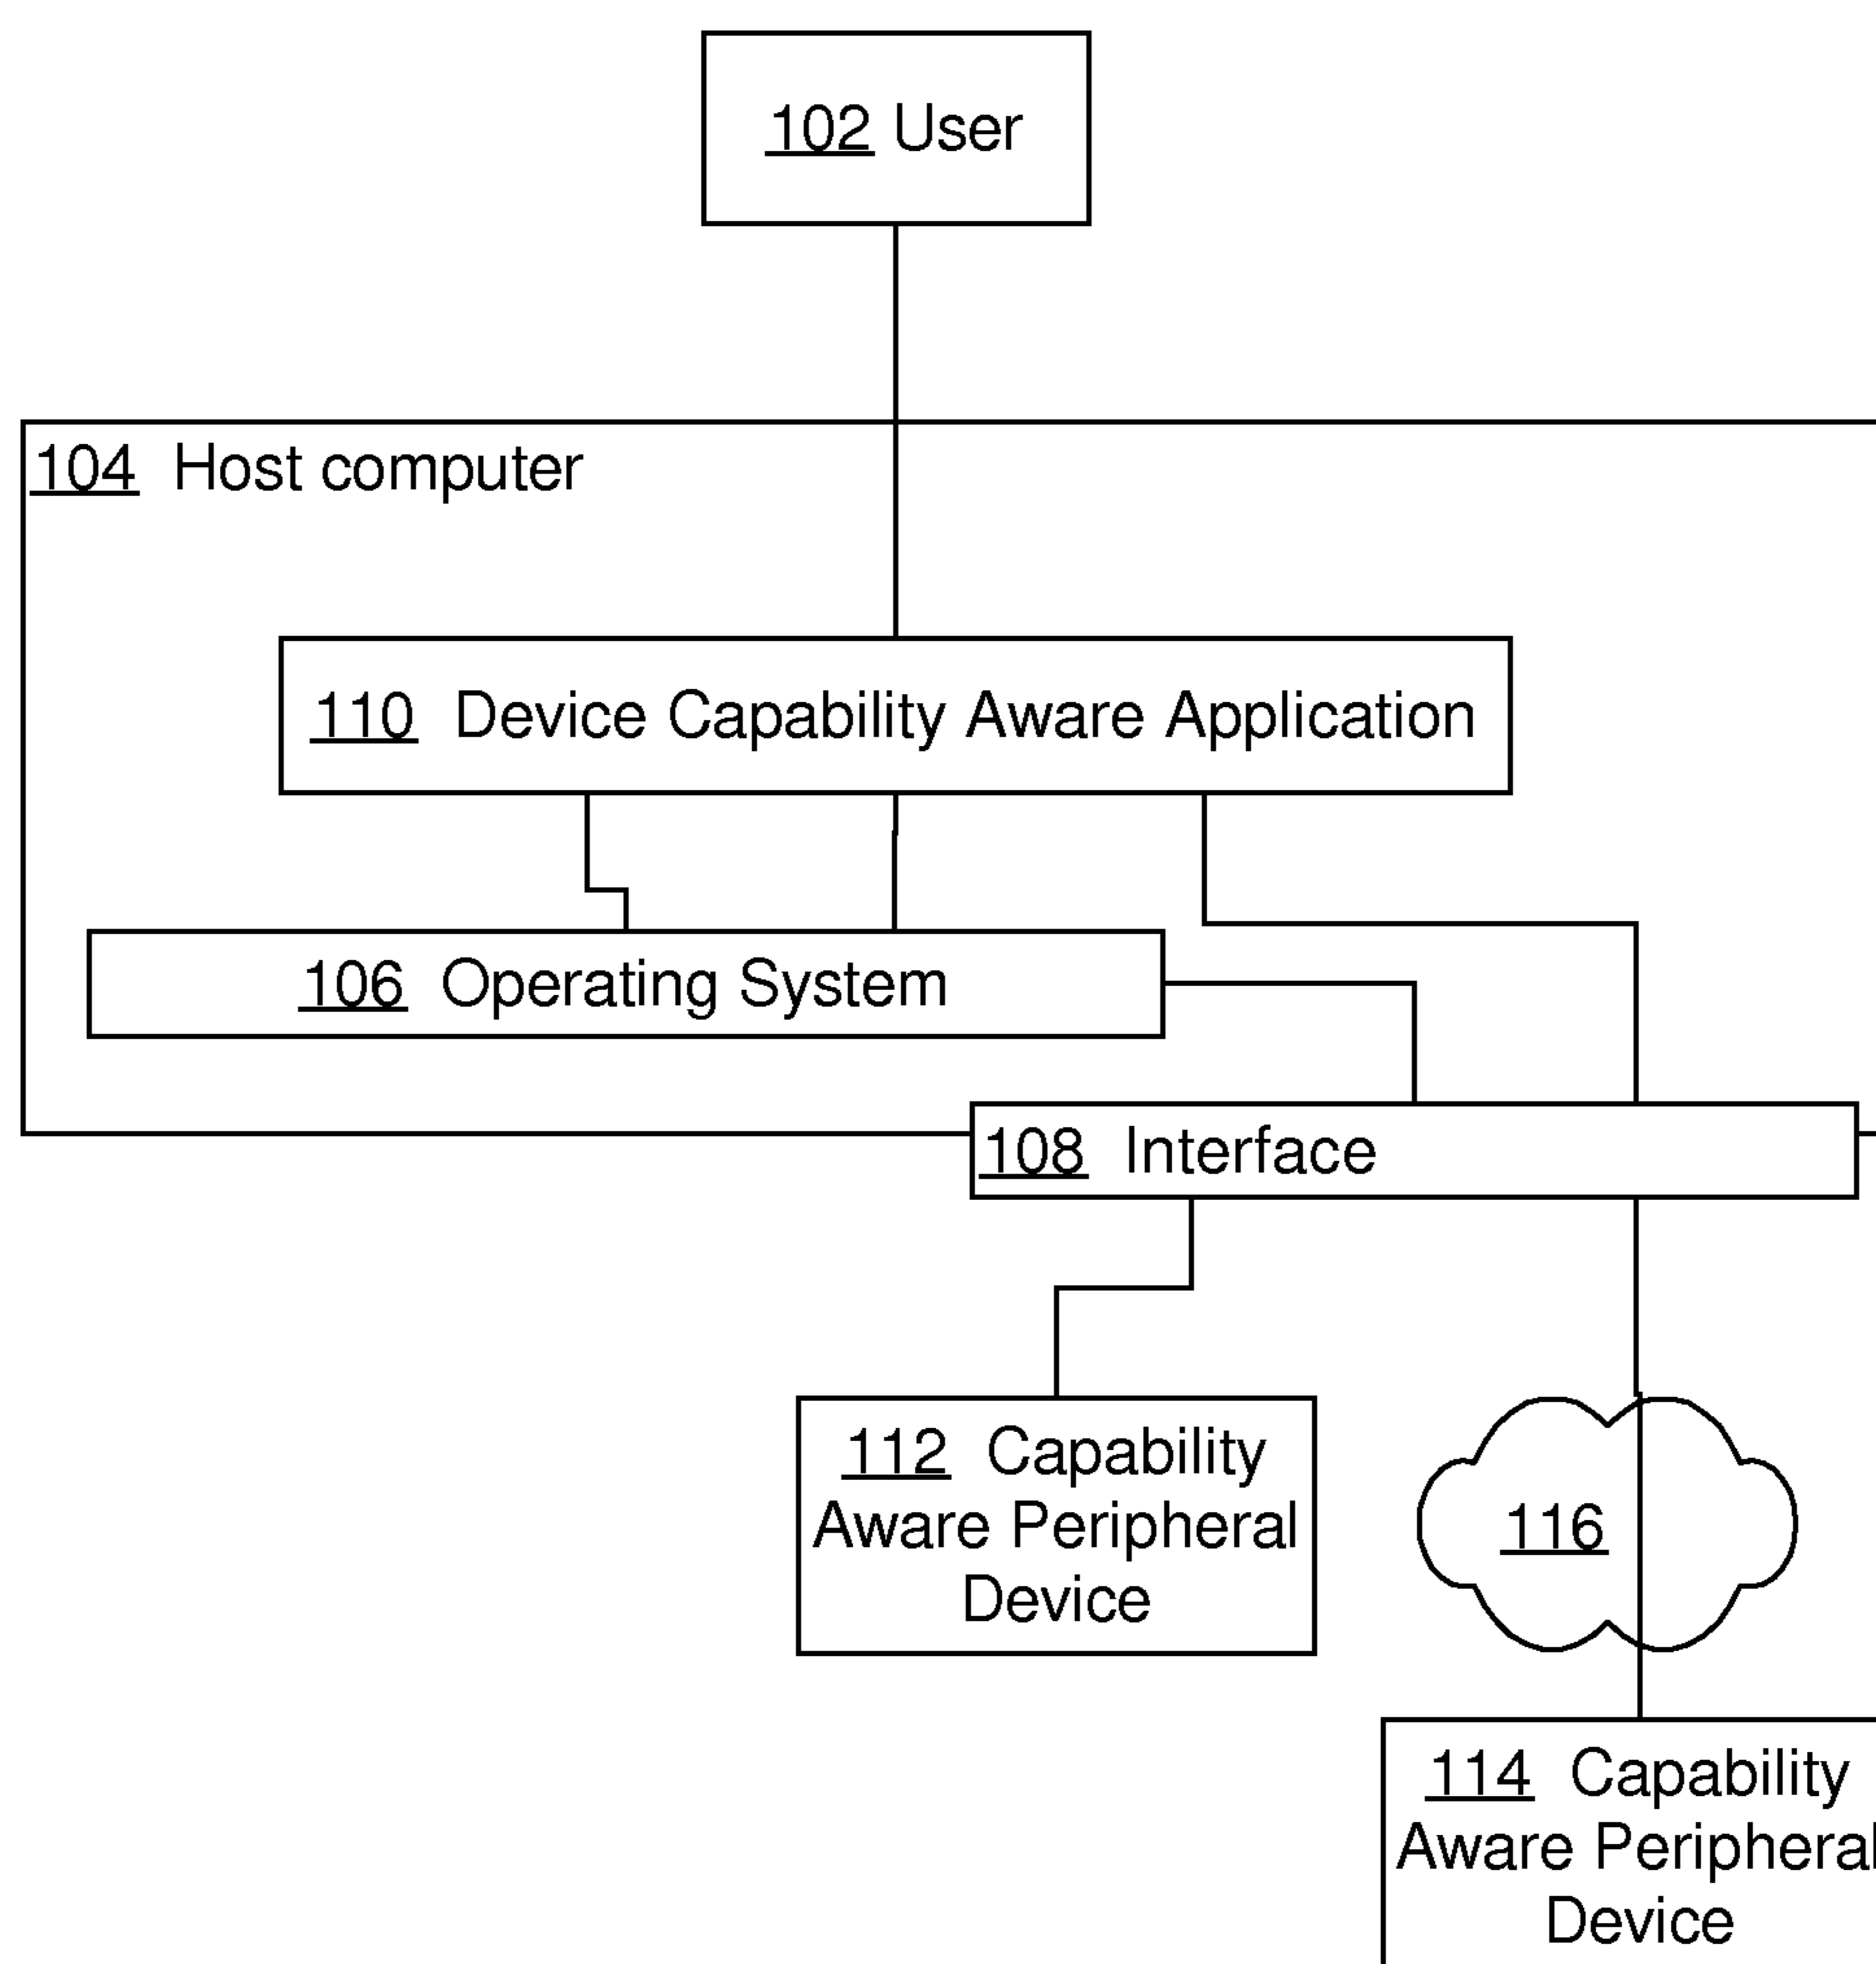 102 User
104 Host computer
110 Device Capability Aware Application
106 Operating System
108 Interface
112 Capability
Aware Peripheral
Device
116
114 Capability
Aware Peripheral
Device